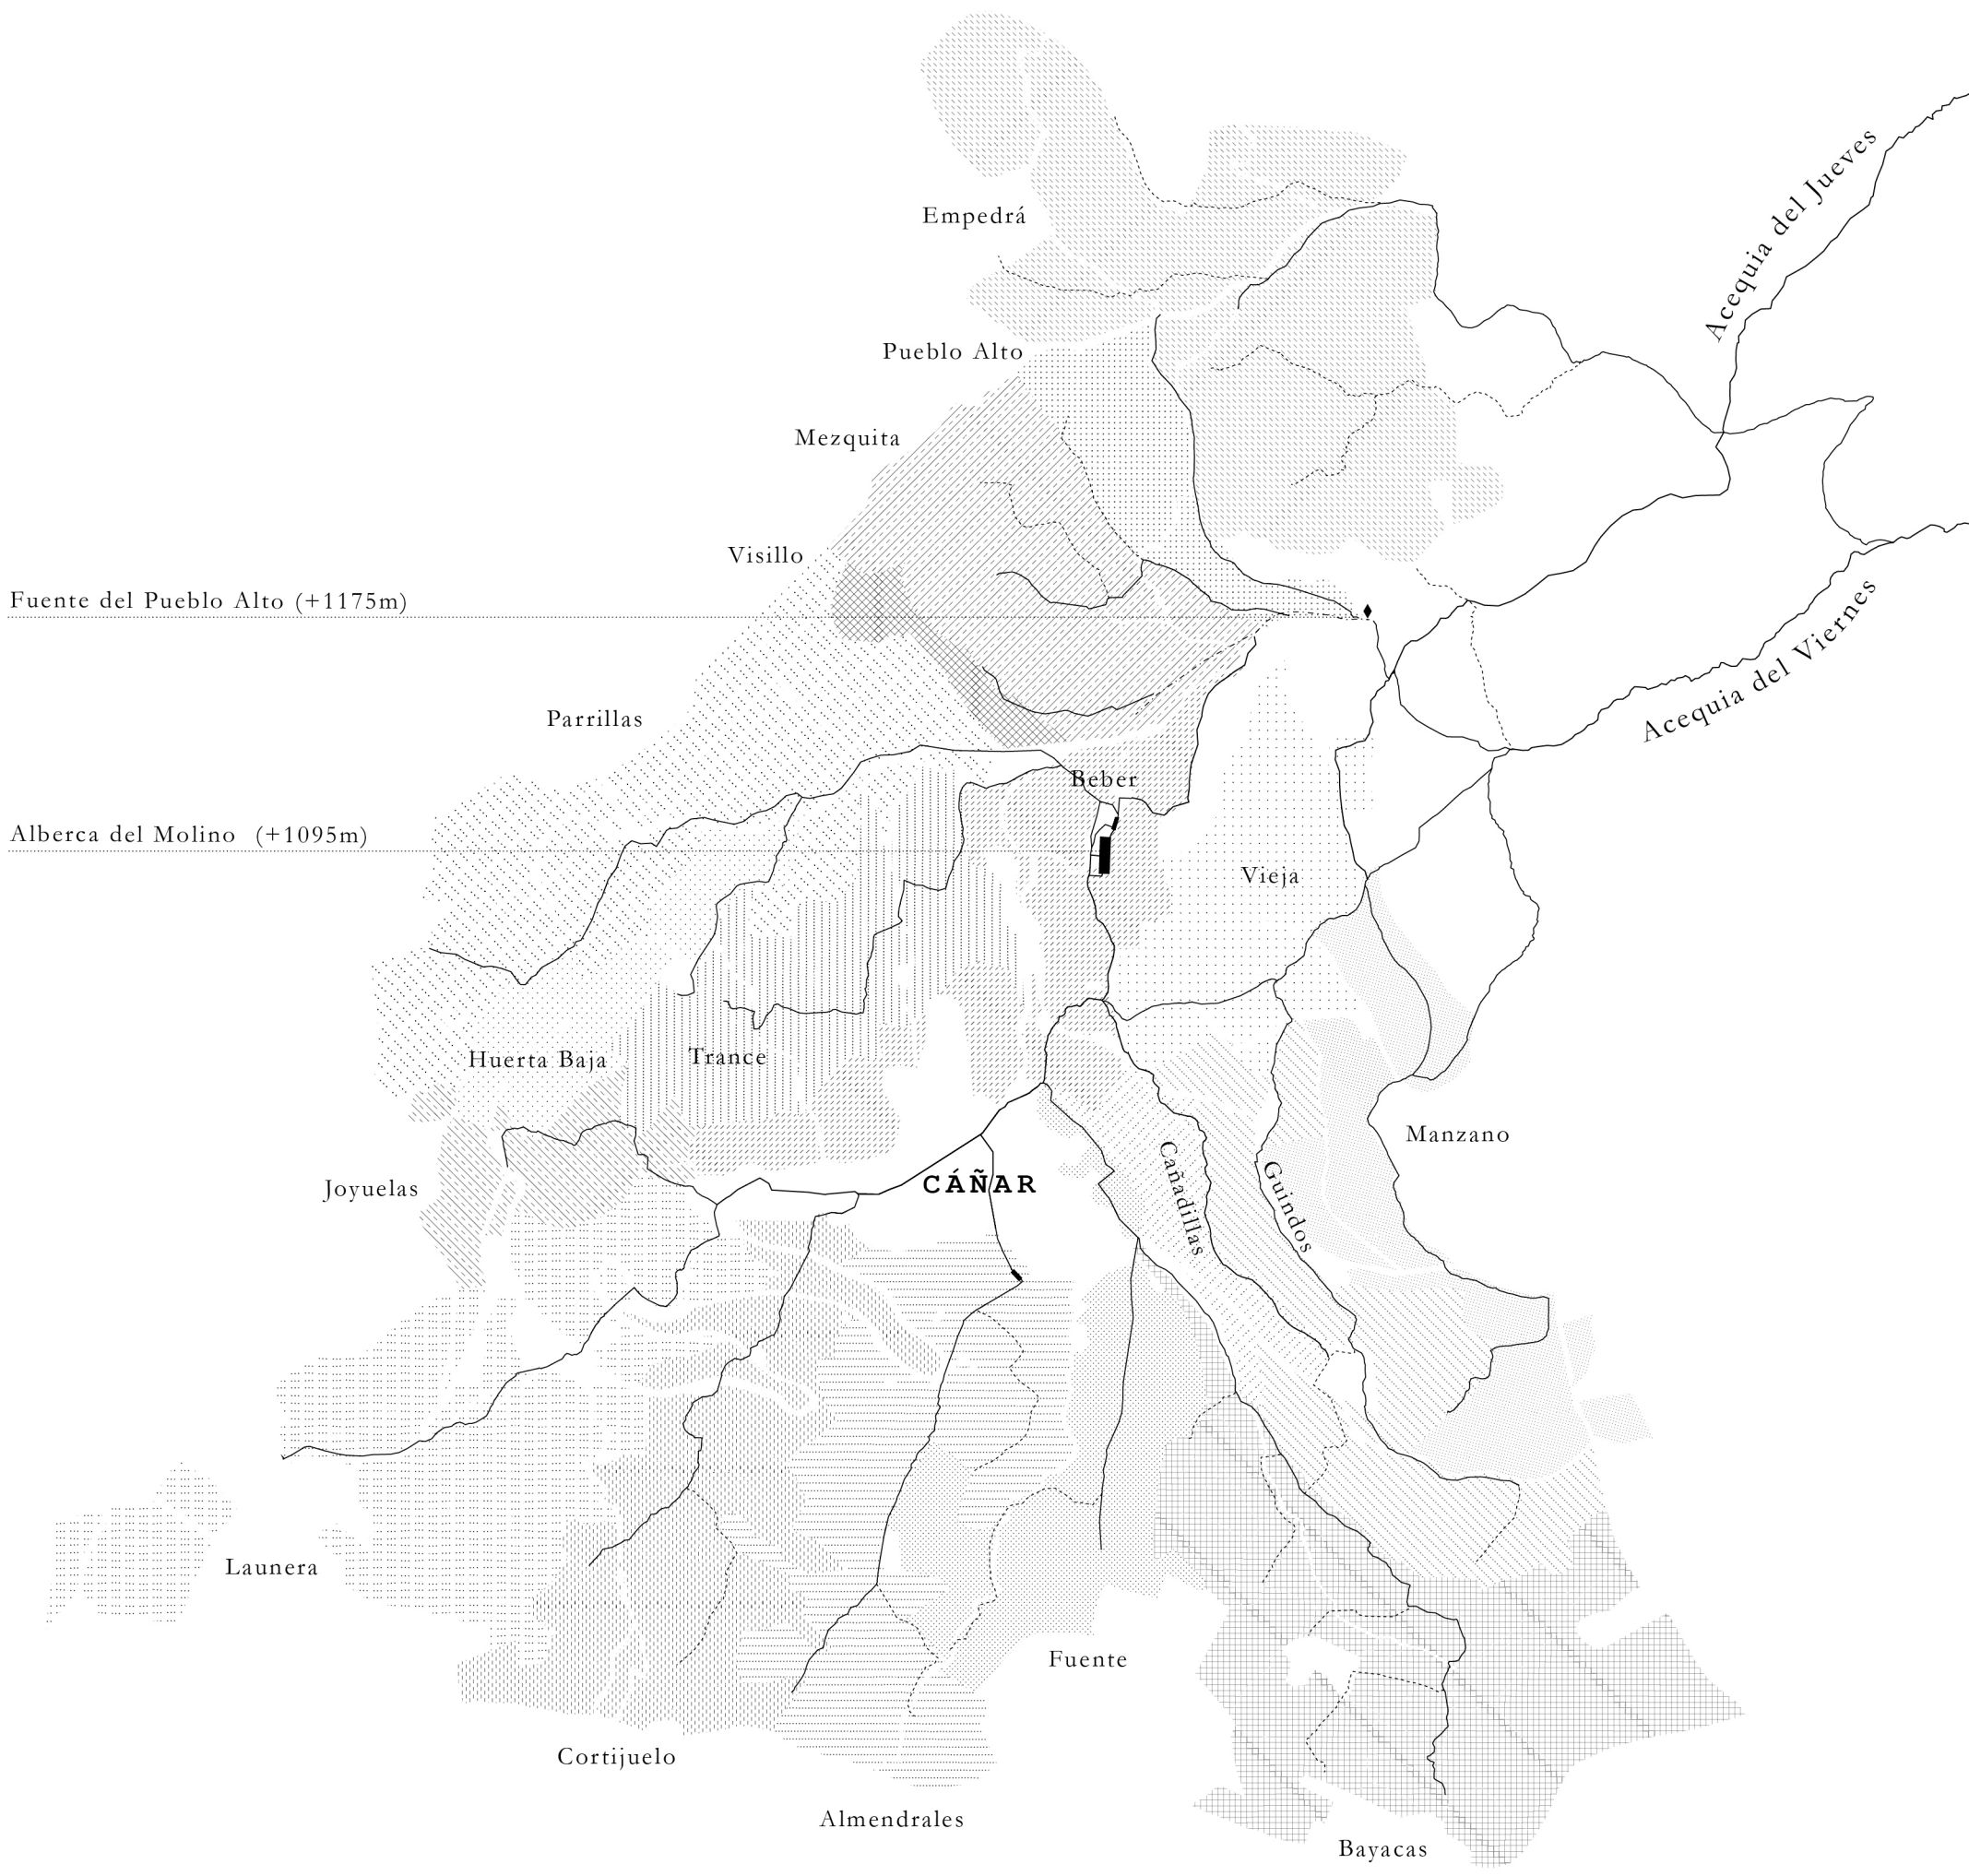 Acequia del Jueves
Empedrá
Pueblo Alto
Mezquita
Visillo
Fuente del Pueblo Alto (+1175m)
Acequia del Viernes
Parrillas
Beber
Alberca del Molino (+1095m)
Vieja
Huerta Baja
Trance
Manzano
Joyuelas
CÁÑAR
Cañadillas
Guindos
Launera
Fuente
Cortijuelo
Almendrales
Bayacas